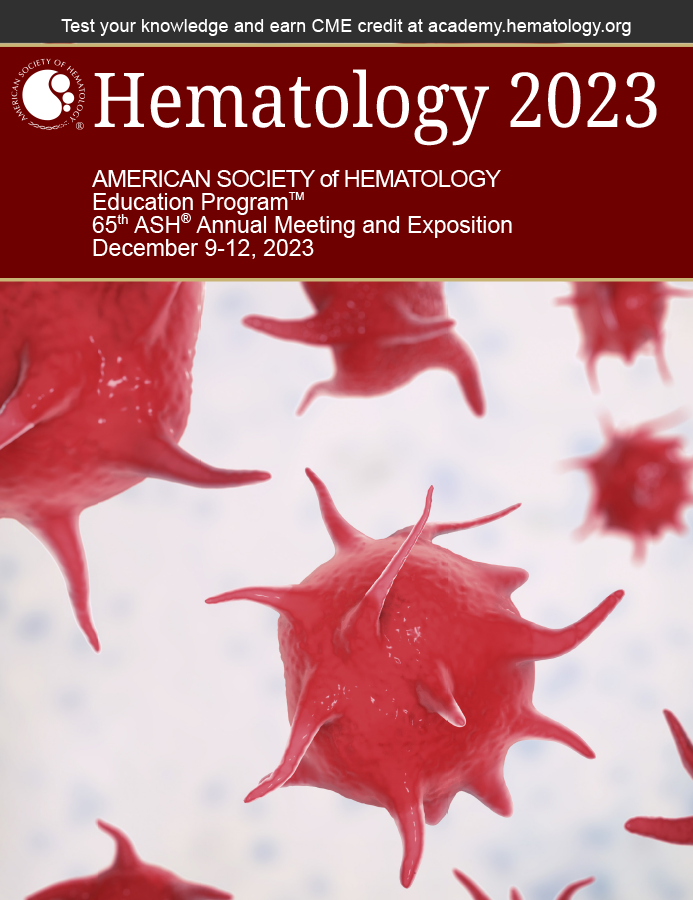 Test your knowledge and earn CME credit at academy.hematology.org
AMERICAN SOCIETY OF HEMATOLOGY
®
Hematology 2023
AMERICAN SOCIETY of HEMATOLOGY
Education Program™
65th ASH® Annual Meeting and Exposition
December 9-12, 2023